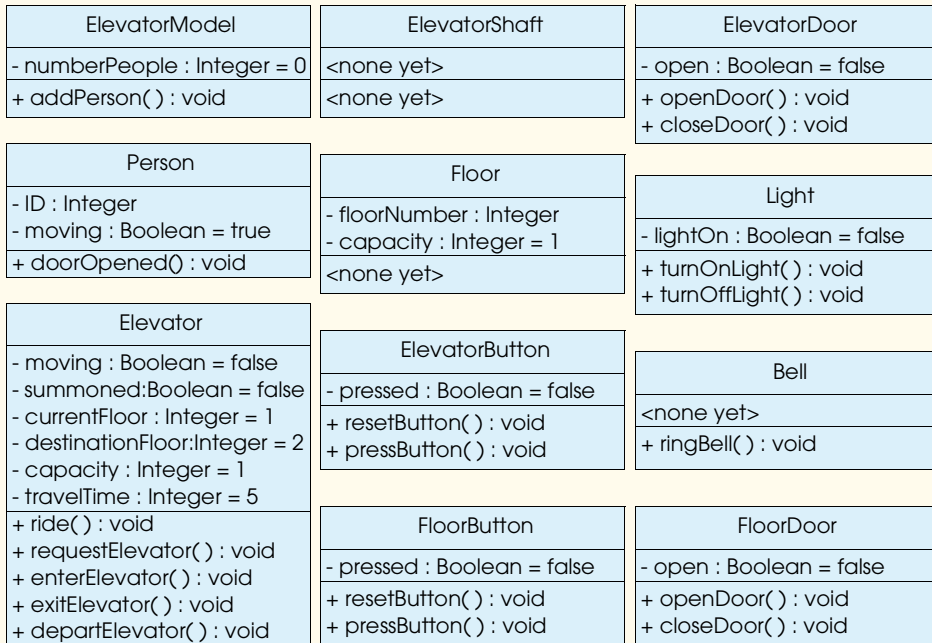 ElevatorModel
- numberPeople : Integer = 0
+ addPerson( ) : void
Person
- ID : Integer
- moving : Boolean = true
+ doorOpened() : void
Elevator
- moving : Boolean = false
- summoned:Boolean = false
- currentFloor : Integer = 1
- destinationFloor:Integer = 2
- capacity : Integer = 1
- travelTime : Integer = 5
+ ride( ) : void
+ requestElevator( ) : void
+ enterElevator( ) : void
+ exitElevator( ) : void
+ departElevator( ) : void
ElevatorShaft
<none yet>
<none yet>
Floor
- floorNumber : Integer
- capacity : Integer = 1
<none yet>
ElevatorButton
- pressed : Boolean = false
+ resetButton( ) : void
+ pressButton( ) : void
FloorButton
- pressed : Boolean = false
+ resetButton( ) : void
+ pressButton( ) : void
ElevatorDoor
- open : Boolean = false
+ openDoor( ) : void
+ closeDoor( ) : void
Light
- lightOn : Boolean = false
+ turnOnLight( ) : void
+ turnOffLight( ) : void
Bell
<none yet>
+ ringBell( ) : void
FloorDoor
- open : Boolean = false
+ openDoor( ) : void
+ closeDoor( ) : void